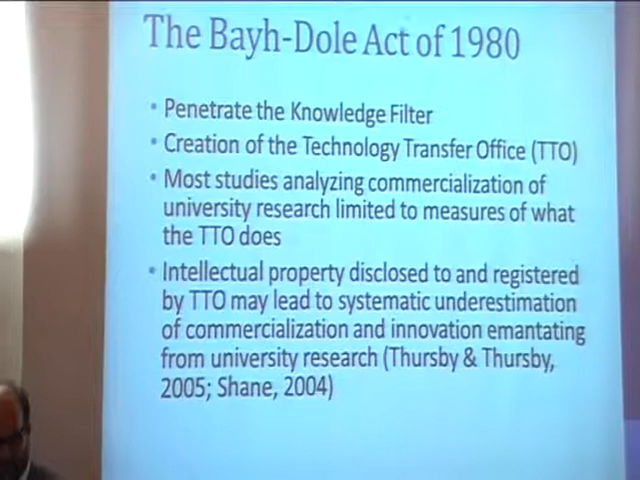 The Bayh-Dole Act of 1980
• Penetrate the Knowledge Filter
• Creation of the Technology Transfer Office (TTO)
• Most studies analyzing commercialization of
university research limited to measures of what
the TTO does
• Intellectual property disclosed to and registered
by TTO may lead to systematic underestimation
of commercialization and innovation emantating
from university research (Thursby & Thursby,
2005; Shane, 2004)